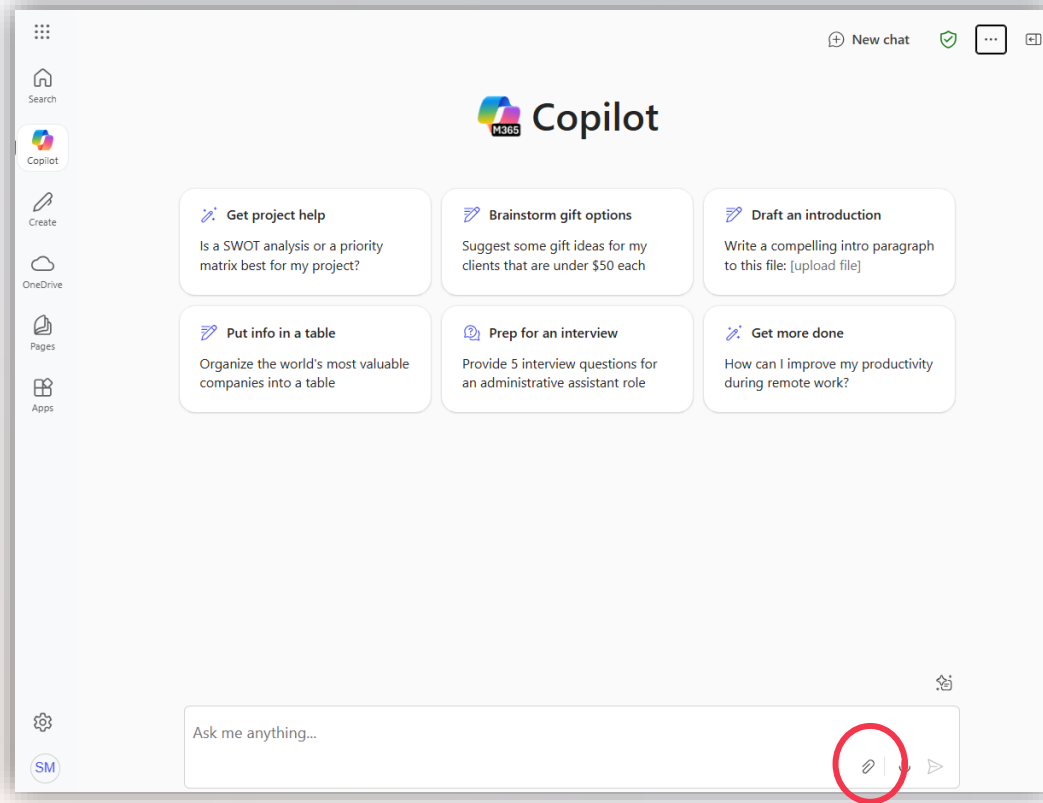 New chat
Search
M365
Copilot
Copilot
Create
OneDrive
Pages
Apps
Get project help
Is a SWOT analysis or a priority
matrix best for my project?
Brainstorm gift options
Suggest some gift ideas for my
clients that are under $50 each
Draft an introduction
Write a compelling intro paragraph
to this file: [upload file]
Put info in a table
Organize the world's most valuable
companies into a table
Prep for an interview
Provide 5 interview questions for
an administrative assistant role
Get more done
How can I improve my productivity
during remote work?
Ask me anything...
SM